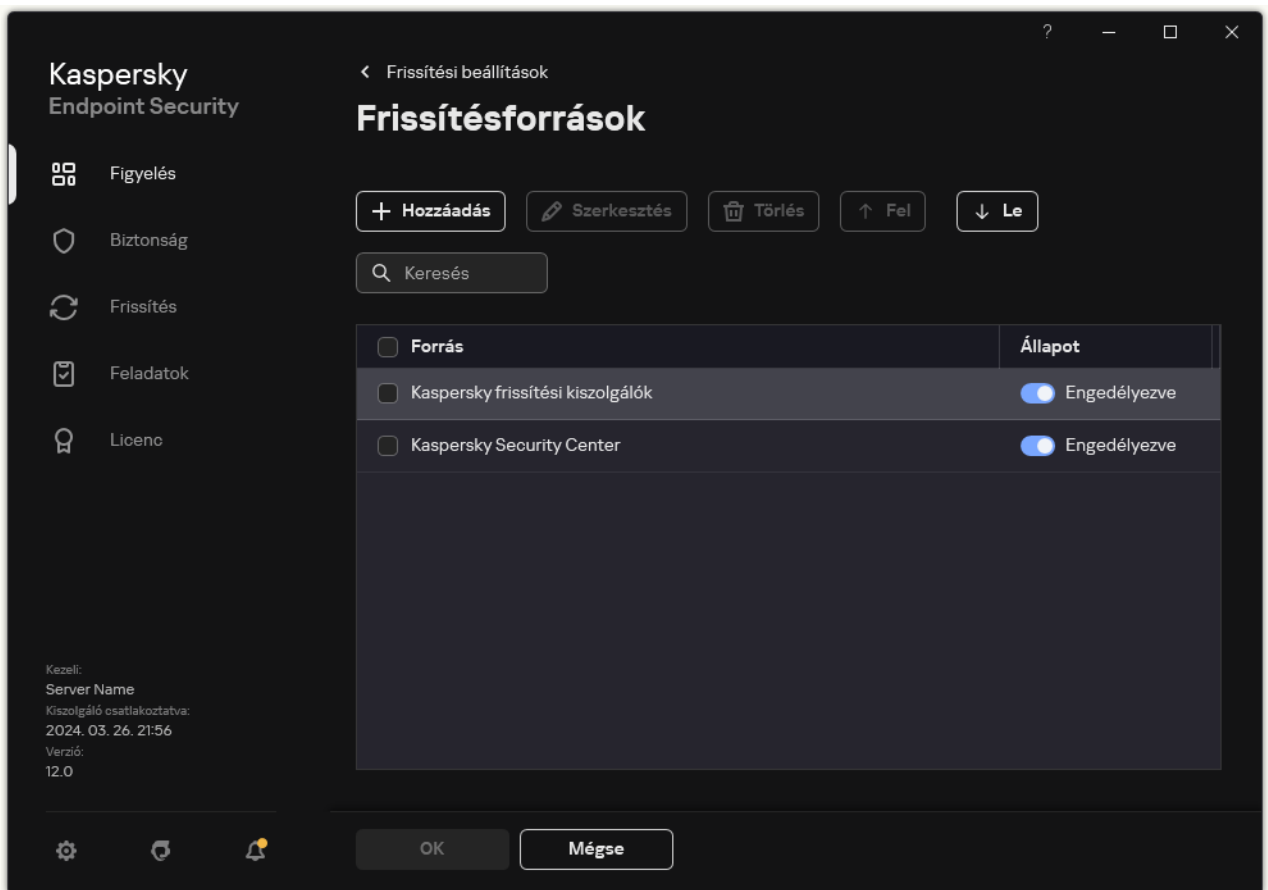 ?
Kaspersky
Endpoint Security
Figyelés
Biztonság
Frissítés
Feladatok
Licenc
Kezeli:
Server Name
Kiszolgáló csatlakoztatva:
2024. 03. 26. 21:56
Verzió:
12.0
Frissítési beállítások
Frissítésforrások
Hozzáadás Szerkesztés Törlés Fel Le
Keresés
Forrás Állapot
Kaspersky frissítési kiszolgálók Engedélyezve
Kaspersky Security Center Engedélyezve
OK Mégse